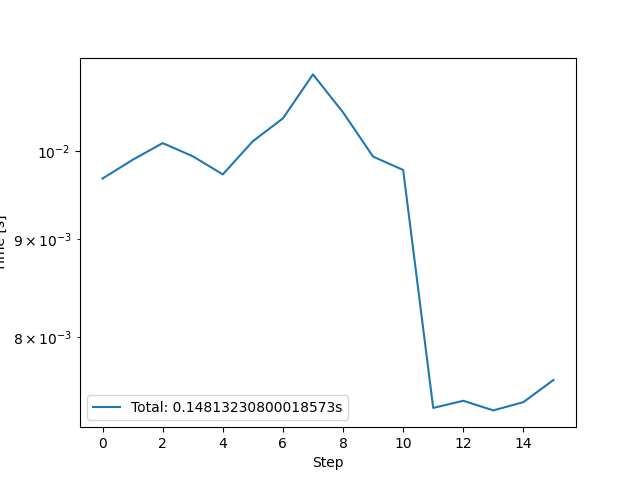 10⁻²
9 × 10⁻³
8 × 10⁻³
Time [s]
Total: 0.14813230800018573s
0 2 4 6 8 10 12 14
Step